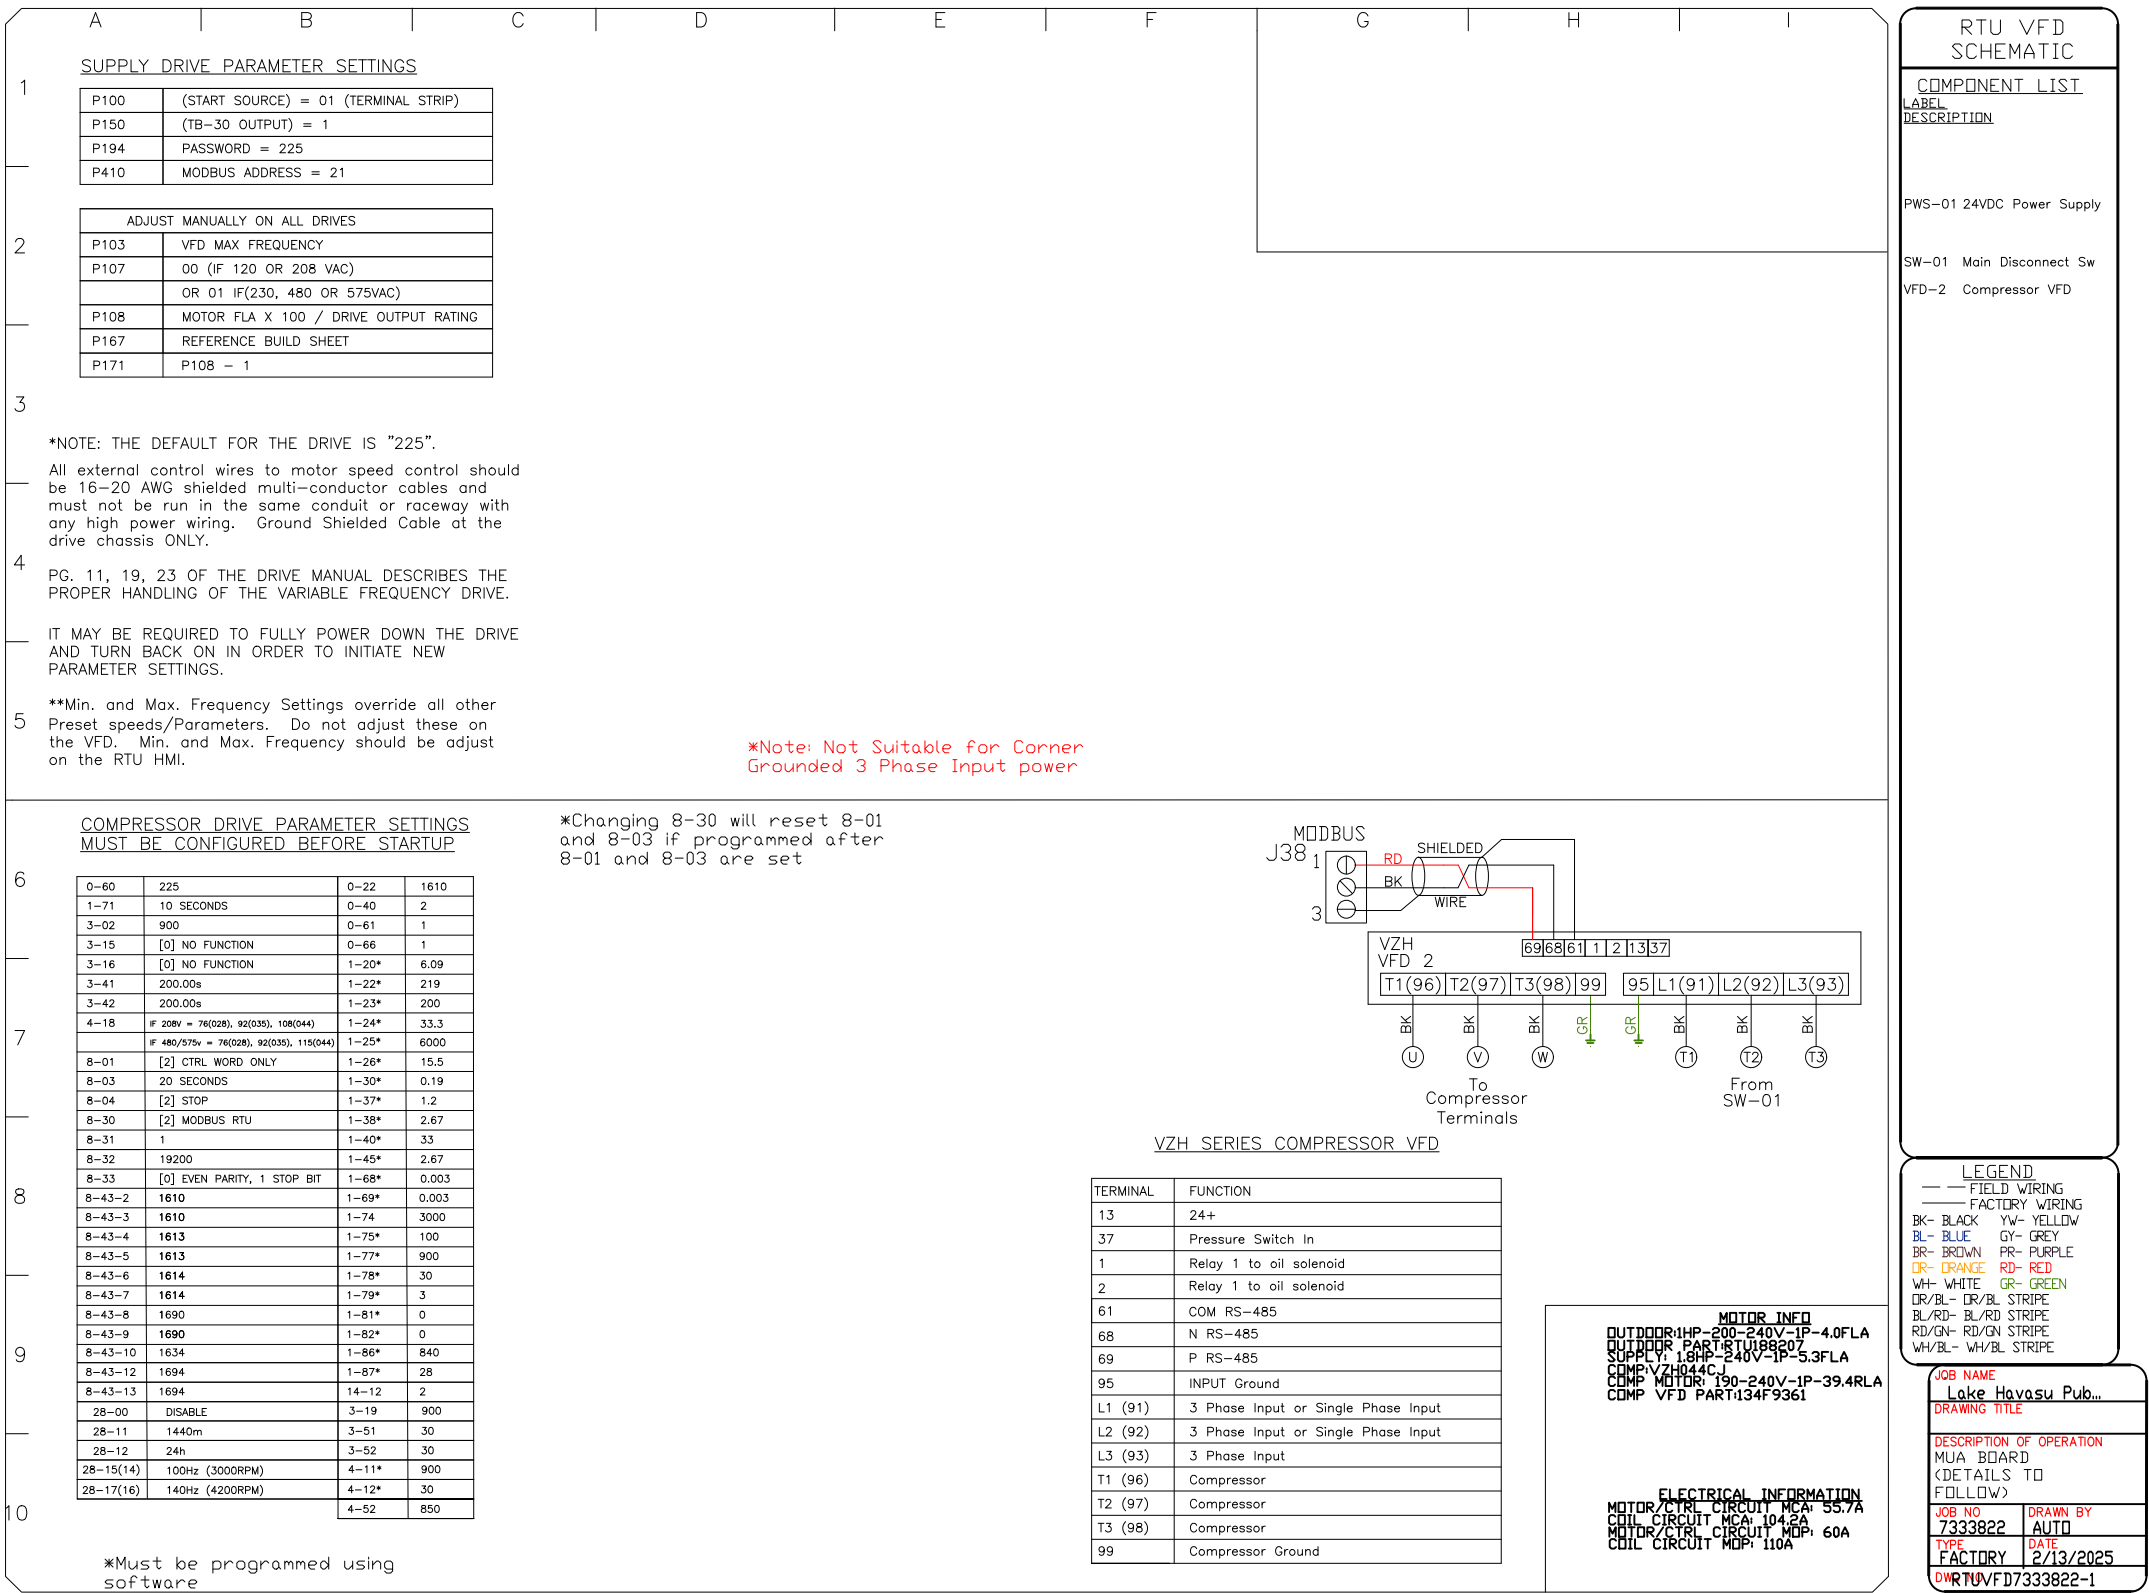 A B C D E F G H I
1
2
3
4
5
6
7
8
9
10
SUPPLY DRIVE PARAMETER SETTINGS
P100 (START SOURCE) = 01 (TERMINAL STRIP)
P150 (TB-30 OUTPUT) = 1
P194 PASSWORD = 225
P410 MODBUS ADDRESS = 21
ADJUST MANUALLY ON ALL DRIVES
P103 VFD MAX FREQUENCY
P107 00 (IF 120 OR 208 VAC)
OR 01 IF(230, 480 OR 575VAC)
P108 MOTOR FLA X 100 / DRIVE OUTPUT RATING
P167 REFERENCE BUILD SHEET
P171 P108 - 1
*NOTE: THE DEFAULT FOR THE DRIVE IS "225".
All external control wires to motor speed control should
be 16-20 AWG shielded multi-conductor cables and
must not be run in the same conduit or raceway with
any high power wiring. Ground Shielded Cable at the
drive chassis ONLY.
PG. 11, 19, 23 OF THE DRIVE MANUAL DESCRIBES THE
PROPER HANDLING OF THE VARIABLE FREQUENCY DRIVE.
IT MAY BE REQUIRED TO FULLY POWER DOWN THE DRIVE
AND TURN BACK ON IN ORDER TO INITIATE NEW
PARAMETER SETTINGS.
**Min. and Max. Frequency Settings override all other
Preset speeds/Parameters. Do not adjust these on
the VFD. Min. and Max. Frequency should be adjust
on the RTU HMI.
*Note: Not Suitable for Corner
Grounded 3 Phase Input power
COMPRESSOR DRIVE PARAMETER SETTINGS
MUST BE CONFIGURED BEFORE STARTUP
0-60 225 0-22 1610
1-71 10 SECONDS 0-40 2
3-02 900 0-61 1
3-15 [0] NO FUNCTION 0-66 1
3-16 [0] NO FUNCTION 1-20* 6.09
3-41 200.00s 1-22* 219
3-42 200.00s 1-23* 200
4-18 IF 208V = 76(028), 92(035), 108(044) 1-24* 33.3
IF 480/575v = 76(028), 92(035), 115(044) 1-25* 6000
8-01 [2] CTRL WORD ONLY 1-26* 15.5
8-03 20 SECONDS 1-30* 0.19
8-04 [2] STOP 1-37* 1.2
8-30 [2] MODBUS RTU 1-38* 2.67
8-31 1 1-40* 33
8-32 19200 1-45* 2.67
8-33 [0] EVEN PARITY, 1 STOP BIT 1-68* 0.003
8-43-2 1610 1-69* 0.003
8-43-3 1610 1-74 3000
8-43-4 1613 1-75* 100
8-43-5 1613 1-77* 900
8-43-6 1614 1-78* 30
8-43-7 1614 1-79* 3
8-43-8 1690 1-81* 0
8-43-9 1690 1-82* 0
8-43-10 1634 1-86* 840
8-43-12 1694 1-87* 28
8-43-13 1694 14-12 2
28-00 DISABLE 3-19 900
28-11 1440m 3-51 30
28-12 24h 3-52 30
28-15(14) 100Hz (3000RPM) 4-11* 900
28-17(16) 140Hz (4200RPM) 4-12* 30
4-52 850
*Must be programmed using
software
*Changing 8-30 will reset 8-01
and 8-03 if programmed after
8-01 and 8-03 are set
MODBUS
J38 1
3
RD
BK
SHIELDED
WIRE
VZH
VFD 2
69 68 61 1 2 13 37
T1(96) T2(97) T3(98) 99 95 L1(91) L2(92) L3(93)
BK BK BK GR GR BK BK BK
U V W T1 T2 T3
To
Compressor
Terminals
From
SW-01
VZH SERIES COMPRESSOR VFD
TERMINAL FUNCTION
13 24+
37 Pressure Switch In
1 Relay 1 to oil solenoid
2 Relay 1 to oil solenoid
61 COM RS-485
68 N RS-485
69 P RS-485
95 INPUT Ground
L1 (91) 3 Phase Input or Single Phase Input
L2 (92) 3 Phase Input or Single Phase Input
L3 (93) 3 Phase Input
T1 (96) Compressor
T2 (97) Compressor
T3 (98) Compressor
99 Compressor Ground
MOTOR INFO
OUTDOOR:1HP-200-240V-1P-4.0FLA
OUTDOOR PART:RTU188207
SUPPLY: 1.8HP-240V-1P-5.3FLA
COMP:VZH044CJ
COMP MOTOR: 190-240V-1P-39.4RLA
COMP VFD PART:134F9361
ELECTRICAL INFORMATION
MOTOR/CTRL CIRCUIT MCA: 55.7A
COIL CIRCUIT MCA: 104.2A
MOTOR/CTRL CIRCUIT MOP: 60A
COIL CIRCUIT MOP: 110A
RTU VFD
SCHEMATIC
COMPONENT LIST
LABEL
DESCRIPTION
PWS-01 24VDC Power Supply
SW-01 Main Disconnect Sw
VFD-2 Compressor VFD
LEGEND
FIELD WIRING
FACTORY WIRING
BK- BLACK YW- YELLOW
BL- BLUE GY- GREY
BR- BROWN PR- PURPLE
OR- ORANGE RD- RED
WH- WHITE GR- GREEN
OR/BL- OR/BL STRIPE
BL/RD- BL/RD STRIPE
RD/GN- RD/GN STRIPE
WH/BL- WH/BL STRIPE
JOB NAME
Lake Havasu Pub...
DRAWING TITLE
DESCRIPTION OF OPERATION
MUA BOARD
(DETAILS TO
FOLLOW)
JOB NO DRAWN BY
7333822 AUTO
TYPE DATE
FACTORY 2/13/2025
DWG NO
RTUVFD7333822-1